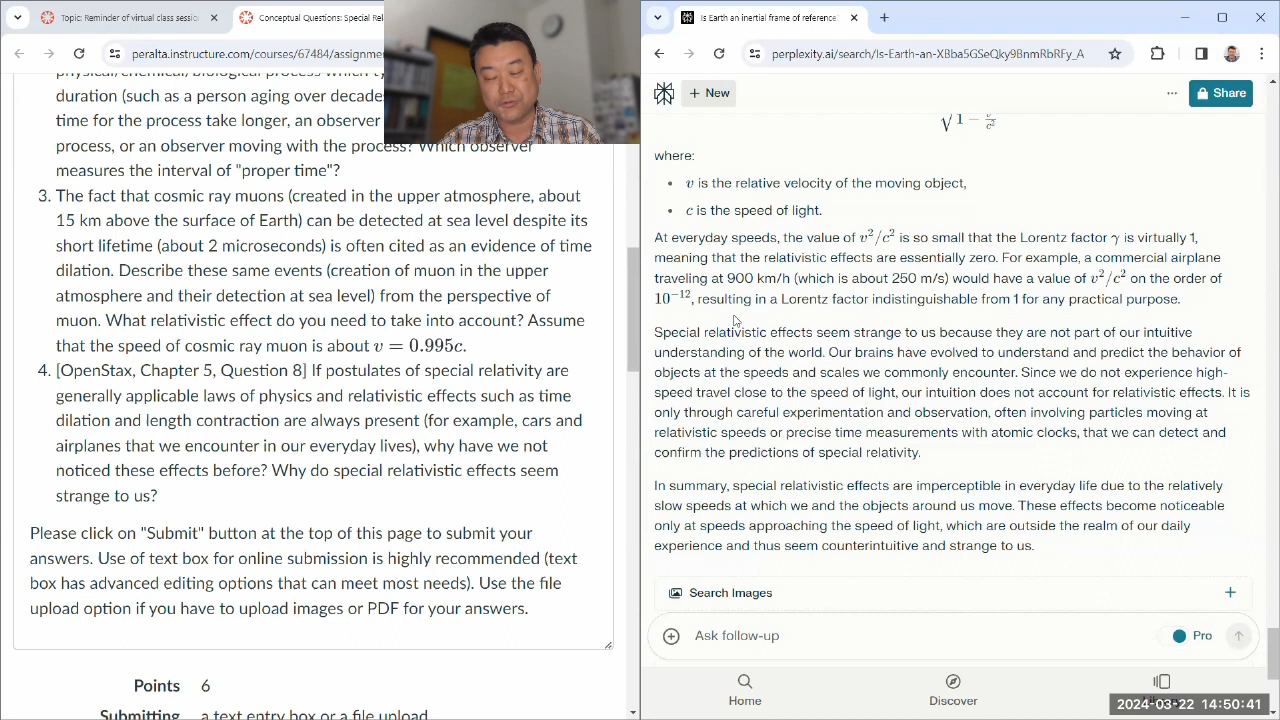 Topic: Reminder of virtual class sessi
Conceptual Questions: Special Rel
peralta.instructure.com/courses/67484/assignme
duration (such as a person aging over decades
time for the process take longer, an observer
process, or an observer moving with the process? Which observer
measures the interval of "proper time"?
3. The fact that cosmic ray muons (created in the upper atmosphere, about
15 km above the surface of Earth) can be detected at sea level despite its
short lifetime (about 2 microseconds) is often cited as an evidence of time
dilation. Describe these same events (creation of muon in the upper
atmosphere and their detection at sea level) from the perspective of
muon. What relativistic effect do you need to take into account? Assume
that the speed of cosmic ray muon is about v = 0.995c.
4. [OpenStax, Chapter 5, Question 8] If postulates of special relativity are
generally applicable laws of physics and relativistic effects such as time
dilation and length contraction are always present (for example, cars and
airplanes that we encounter in our everyday lives), why have we not
noticed these effects before? Why do special relativistic effects seem
strange to us?
Please click on "Submit" button at the top of this page to submit your
answers. Use of text box for online submission is highly recommended (text
box has advanced editing options that can meet most needs). Use the file
upload option if you have to upload images or PDF for your answers.
Points 6
Submitting a text entry box or a file upload
Is Earth an inertial frame of reference
perplexity.ai/search/Is-Earth-an-XBba5GSeQky9BnmRbRFy_
+ New
Share
√1 − v/c²
where:
• v is the relative velocity of the moving object,
• c is the speed of light.
At everyday speeds, the value of v²/c² is so small that the Lorentz factor γ is virtually 1,
meaning that the relativistic effects are essentially zero. For example, a commercial airplane
traveling at 900 km/h (which is about 250 m/s) would have a value of v²/c² on the order of
10⁻¹², resulting in a Lorentz factor indistinguishable from 1 for any practical purpose.
Special relativistic effects seem strange to us because they are not part of our intuitive
understanding of the world. Our brains have evolved to understand and predict the behavior of
objects at the speeds and scales we commonly encounter. Since we do not experience high-
speed travel close to the speed of light, our intuition does not account for relativistic effects. It is
only through careful experimentation and observation, often involving particles moving at
relativistic speeds or precise time measurements with atomic clocks, that we can detect and
confirm the predictions of special relativity.
In summary, special relativistic effects are imperceptible in everyday life due to the relatively
slow speeds at which we and the objects around us move. These effects become noticeable
only at speeds approaching the speed of light, which are outside the realm of our daily
experience and thus seem counterintuitive and strange to us.
Search Images
Ask follow-up
Pro
Home
Discover
2024-03-22 14:50:41